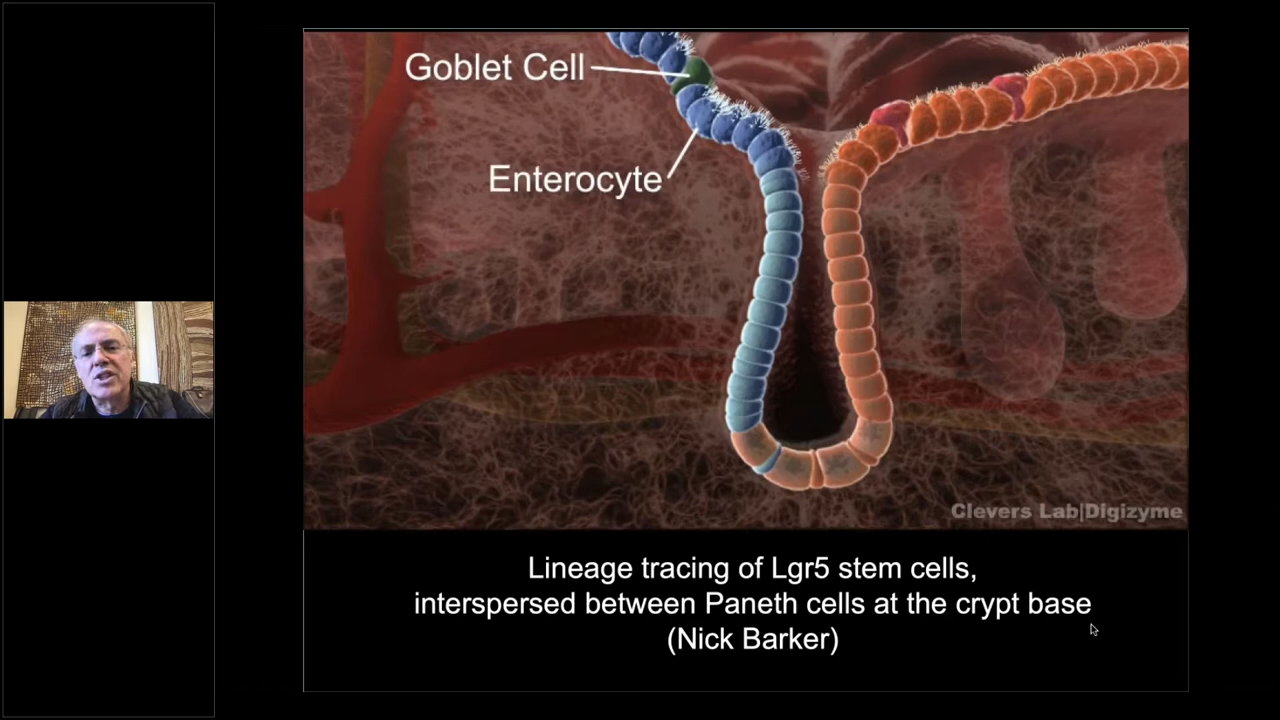 Goblet Cell
Enterocyte
Clevers Lab|Digizyme
Lineage tracing of Lgr5 stem cells,
interspersed between Paneth cells at the crypt base
(Nick Barker)